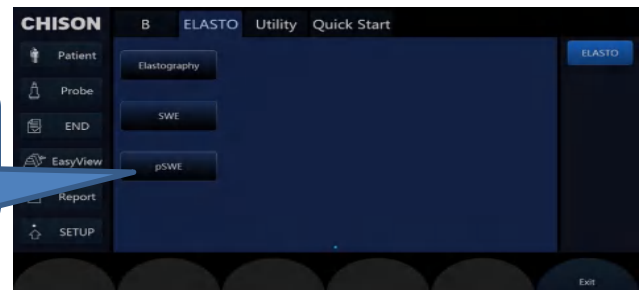 CHISON
B ELASTO Utility Quick Start
Patient
Probe
END
EasyView
Report
SETUP
Elastography
SWE
pSWE
ELASTO
Exit